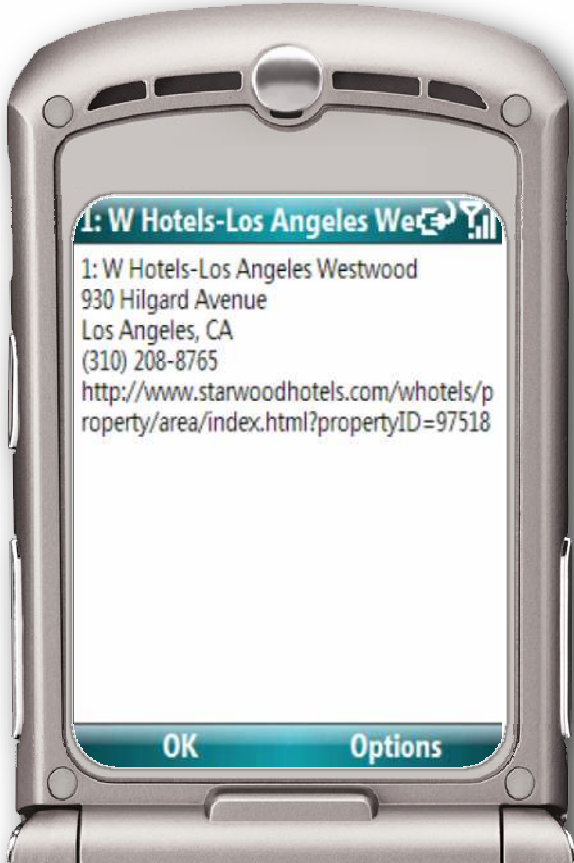 1: W Hotels-Los Angeles We
1: W Hotels-Los Angeles Westwood
930 Hilgard Avenue
Los Angeles, CA
(310) 208-8765
http://www.starwoodhotels.com/whotels/p
roperty/area/index.html?propertyID=97518
OK Options